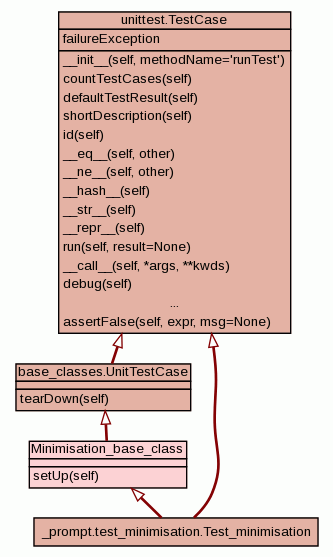 unittest.TestCase
failureException
__init__(self, methodName='runTest')
countTestCases(self)
defaultTestResult(self)
shortDescription(self)
id(self)
__eq__(self, other)
__ne__(self, other)
__hash__(self)
__str__(self)
__repr__(self)
run(self, result=None)
__call__(self, *args, **kwds)
debug(self)
...
assertFalse(self, expr, msg=None)
base_classes.UnitTestCase
tearDown(self)
Minimisation_base_class
setUp(self)
_prompt.test_minimisation.Test_minimisation